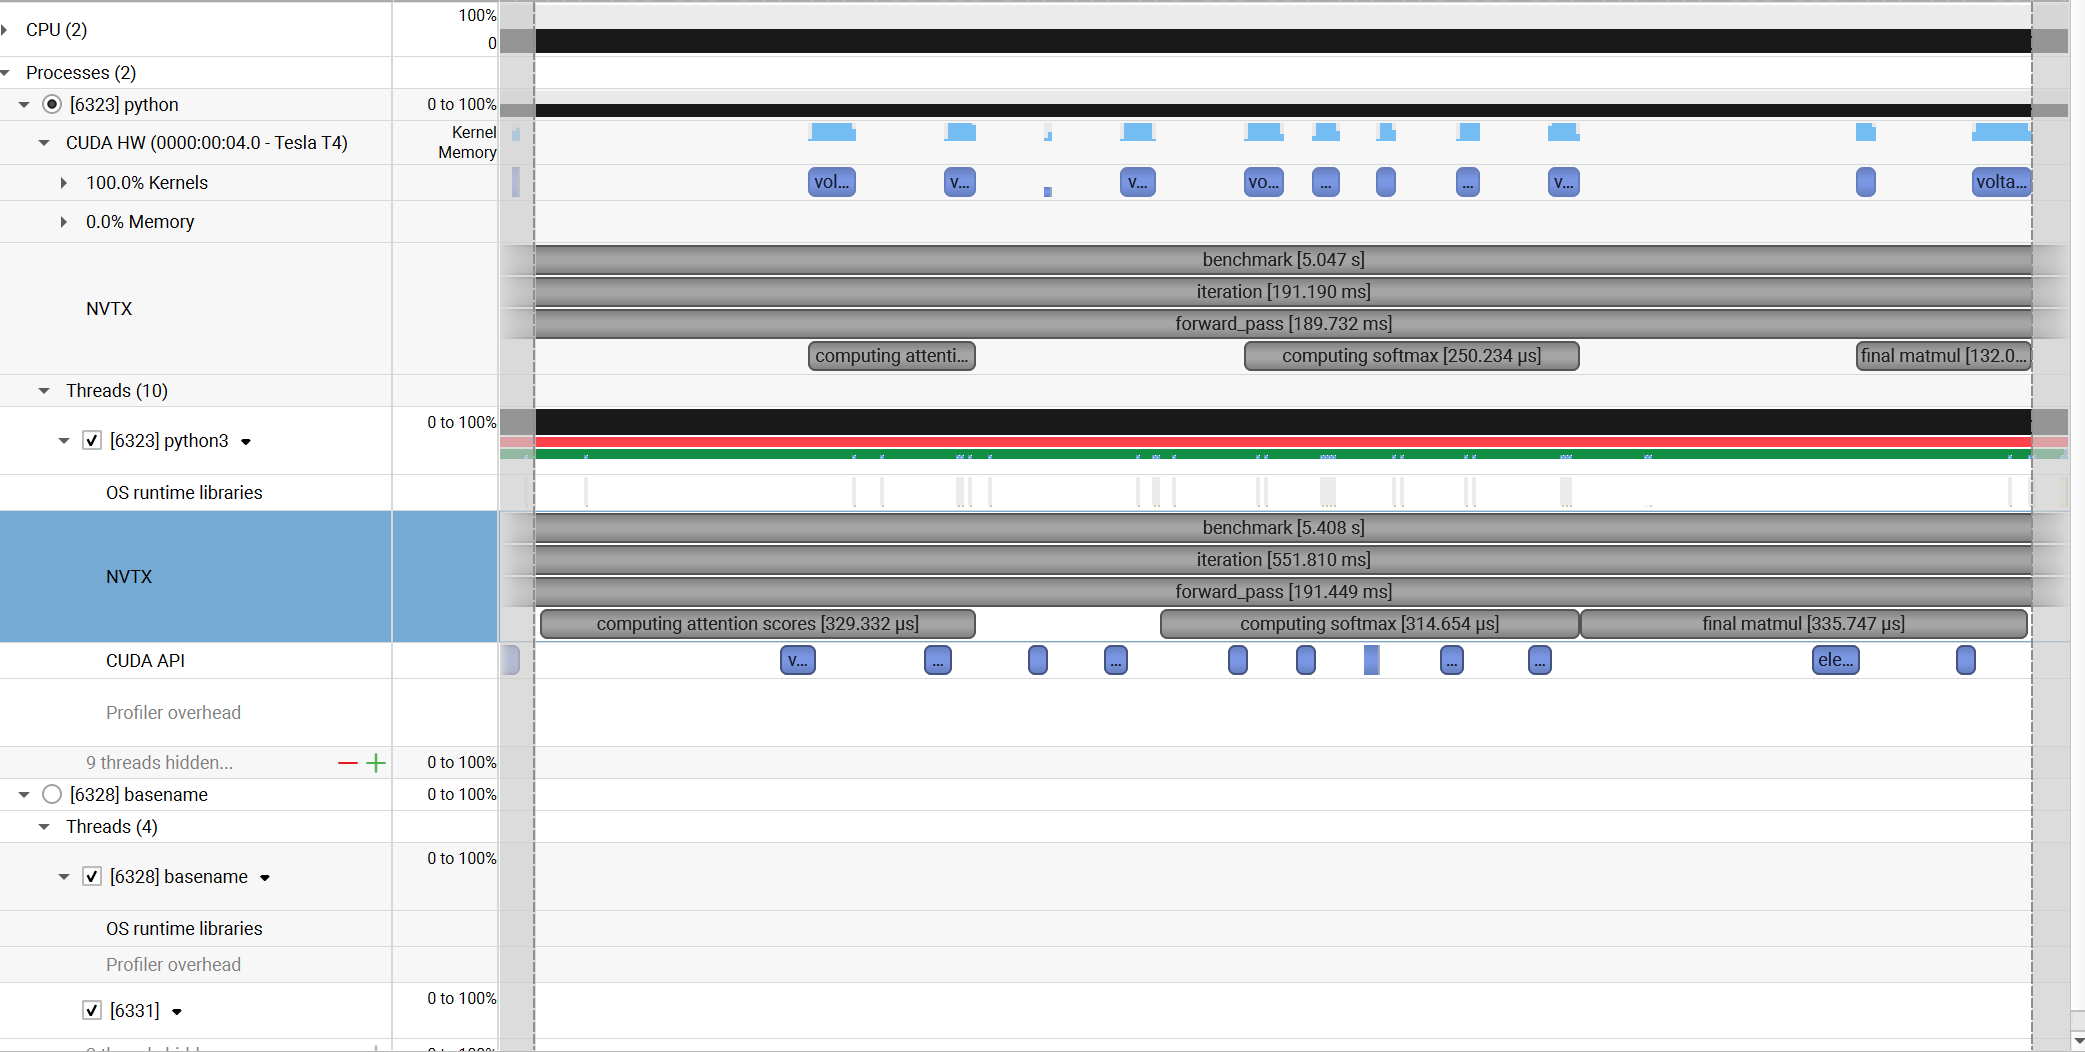 100%
CPU (2)
0
Processes (2)
[6323] python
0 to 100%
Kernel
CUDA HW (0000:00:04.0 - Tesla T4)
Memory
100.0% Kernels
vol...
v...
v...
vo...
...
...
v...
volta...
0.0% Memory
benchmark [5.047 s]
iteration [191.190 ms]
NVTX
forward_pass [189.732 ms]
computing attenti...
computing softmax [250.234 µs]
final matmul [132.0...
Threads (10)
0 to 100%
[6323] python3
OS runtime libraries
benchmark [5.408 s]
iteration [551.810 ms]
NVTX
forward_pass [191.449 ms]
computing attention scores [329.332 µs]
computing softmax [314.654 µs]
final matmul [335.747 µs]
CUDA API
v...
...
...
...
...
ele...
Profiler overhead
9 threads hidden...
0 to 100%
[6328] basename
0 to 100%
Threads (4)
0 to 100%
[6328] basename
OS runtime libraries
Profiler overhead
0 to 100%
[6331]